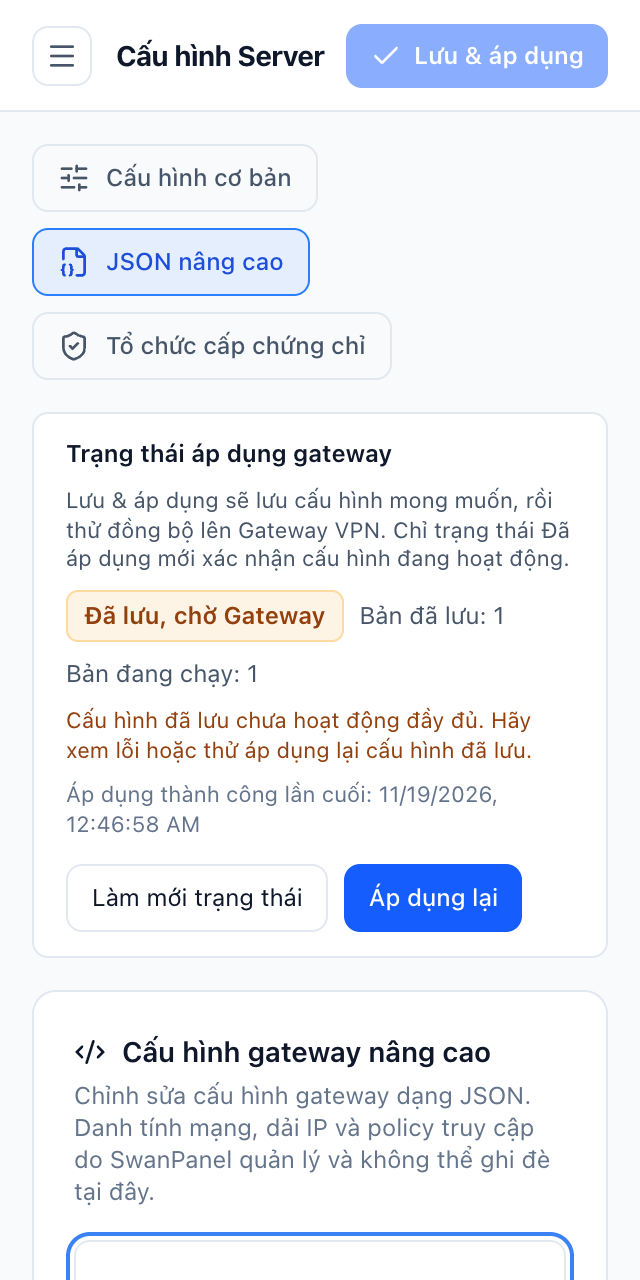 Cấu hình Server
Lưu & áp dụng
Cấu hình cơ bản
JSON nâng cao
Tổ chức cấp chứng chỉ
Trạng thái áp dụng gateway
Lưu & áp dụng sẽ lưu cấu hình mong muốn, rồi
thử đồng bộ lên Gateway VPN. Chỉ trạng thái Đã
áp dụng mới xác nhận cấu hình đang hoạt động.
Đã lưu, chờ Gateway
Bản đã lưu: 1
Bản đang chạy: 1
Cấu hình đã lưu chưa hoạt động đầy đủ. Hãy
xem lỗi hoặc thử áp dụng lại cấu hình đã lưu.
Áp dụng thành công lần cuối: 11/19/2026,
12:46:58 AM
Làm mới trạng thái
Áp dụng lại
Cấu hình gateway nâng cao
Chỉnh sửa cấu hình gateway dạng JSON.
Danh tính mạng, dải IP và policy truy cập
do SwanPanel quản lý và không thể ghi đè
tại đây.